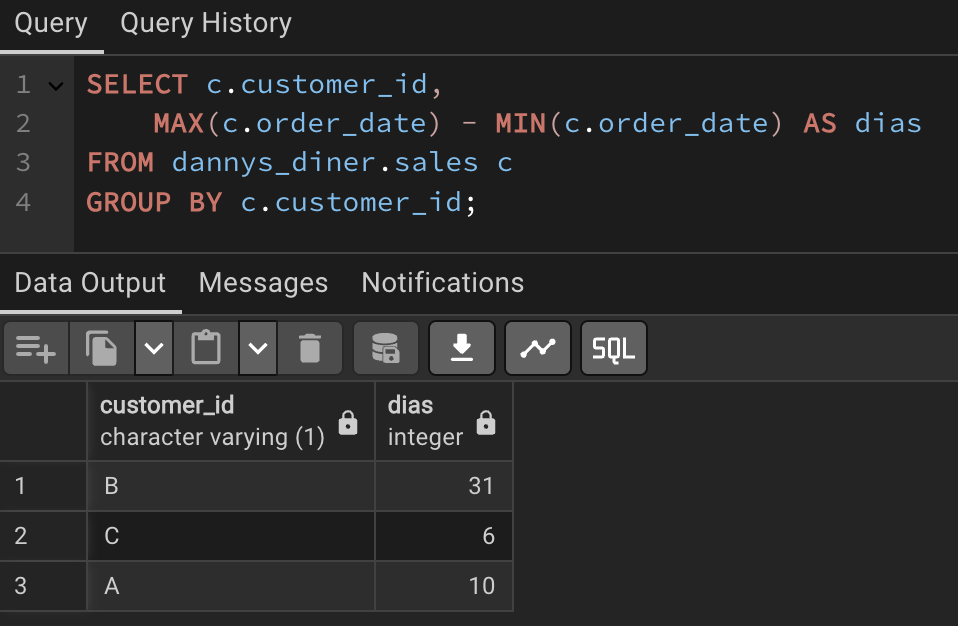 Query Query History
1 SELECT c.customer_id,
2 MAX(c.order_date) - MIN(c.order_date) AS dias
3 FROM dannys_diner.sales c
4 GROUP BY c.customer_id;
Data Output Messages Notifications
SQL
customer_id dias
character varying (1) integer
1 B 31
2 C 6
3 A 10